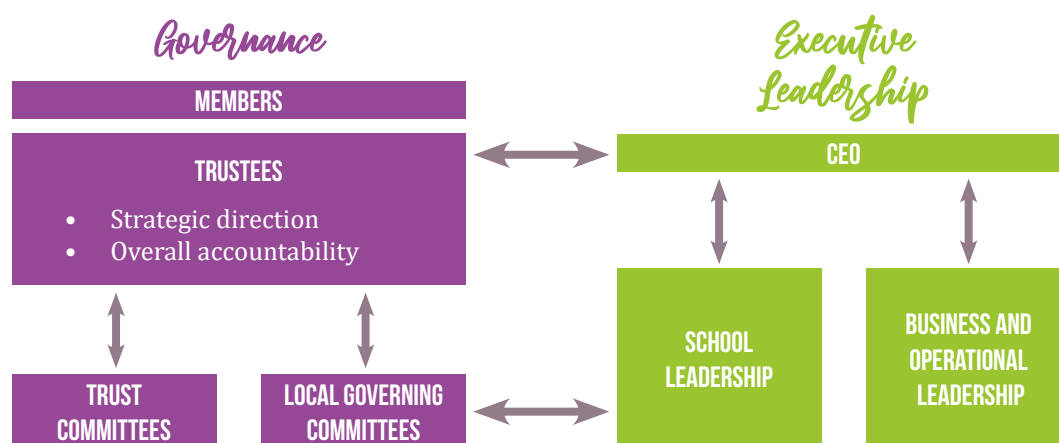 Governance
MEMBERS
TRUSTEES
• Strategic direction
• Overall accountability
TRUST
COMMITTEES
LOCAL GOVERNING
COMMITTEES
Executive
Leadership
CEO
SCHOOL
LEADERSHIP
BUSINESS AND
OPERATIONAL
LEADERSHIP